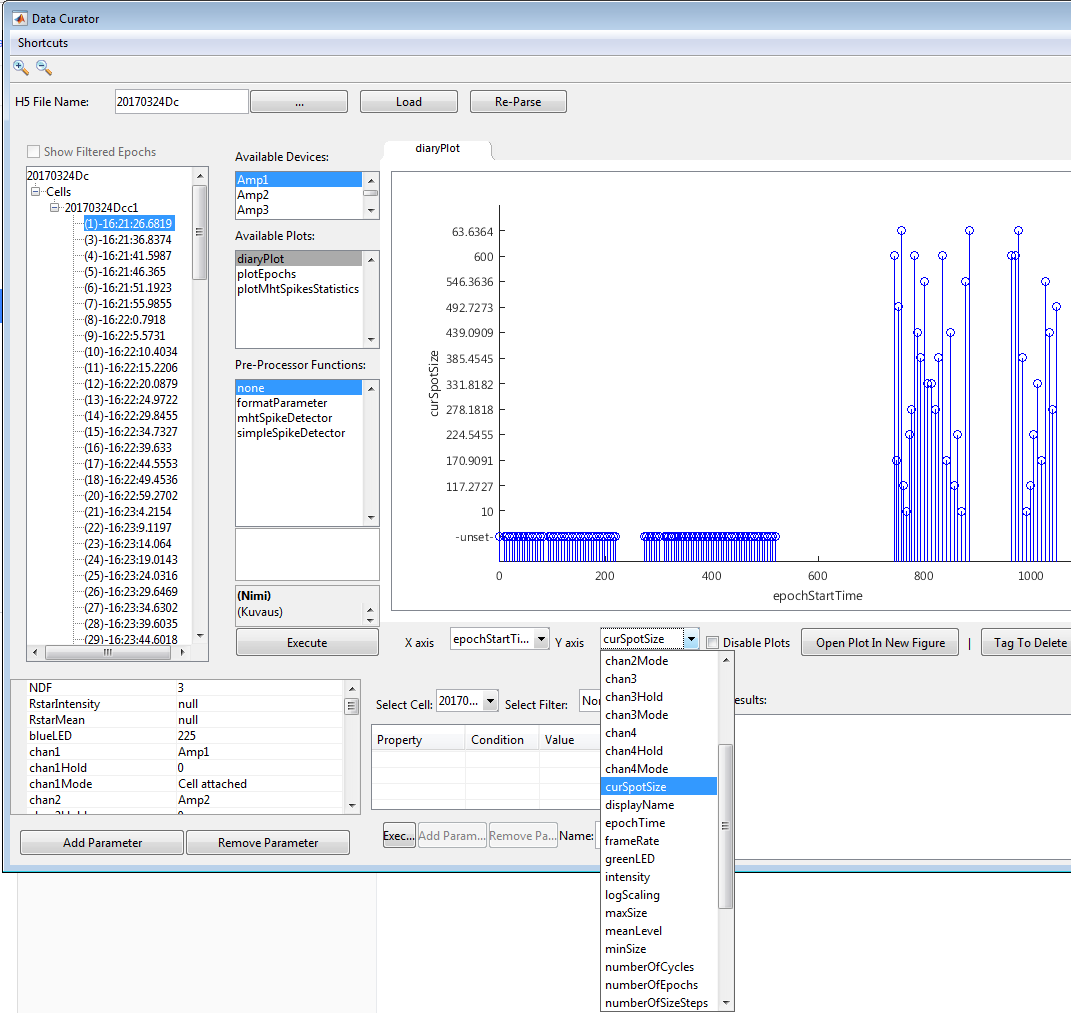 Data Curator
Shortcuts
H5 File Name: 20170324Dc ... Load Re-Parse
Show Filtered Epochs
20170324Dc
Cells
20170324Dcc1
(1)-16:21:26.6819
(3)-16:21:36.8374
(4)-16:21:41.5987
(5)-16:21:46.365
(6)-16:21:51.1923
(7)-16:21:55.9855
(8)-16:22:0.7918
(9)-16:22:5.5731
(10)-16:22:10.4034
(11)-16:22:15.2206
(12)-16:22:20.0879
(13)-16:22:24.9722
(14)-16:22:29.8455
(15)-16:22:34.7327
(16)-16:22:39.633
(17)-16:22:44.5553
(18)-16:22:49.4536
(20)-16:22:59.2702
(21)-16:23:4.2154
(22)-16:23:9.1197
(23)-16:23:14.064
(24)-16:23:19.0143
(25)-16:23:24.0316
(26)-16:23:29.6469
(27)-16:23:34.6302
(28)-16:23:39.6035
(29)-16:23:44.6018
Available Devices:
Amp1
Amp2
Amp3
Available Plots:
diaryPlot
plotEpochs
plotMhtSpikesStatistics
Pre-Processor Functions:
none
formatParameter
mhtSpikeDetector
simpleSpikeDetector
(Nimi)
(Kuvaus)
Execute
diaryPlot
curSpotSize
63.6364
600
546.3636
492.7273
439.0909
385.4545
331.8182
278.1818
224.5455
170.9091
117.2727
10
-unset-
0 200 400 600 800 1000
epochStartTime
X axis epochStartTi... Y axis curSpotSize Disable Plots Open Plot In New Figure | Tag To Delete
NDF 3
RstarIntensity null
RstarMean null
blueLED 225
chan1 Amp1
chan1Hold 0
chan1Mode Cell attached
chan2 Amp2
Add Parameter Remove Parameter
Select Cell: 20170... Select Filter: Nor esults:
Property Condition Value
Exec... Add Param... Remove Pa... Name:
chan2Mode
chan3
chan3Hold
chan3Mode
chan4
chan4Hold
chan4Mode
curSpotSize
displayName
epochTime
frameRate
greenLED
intensity
logScaling
maxSize
meanLevel
minSize
numberOfCycles
numberOfEpochs
numberOfSizeSteps